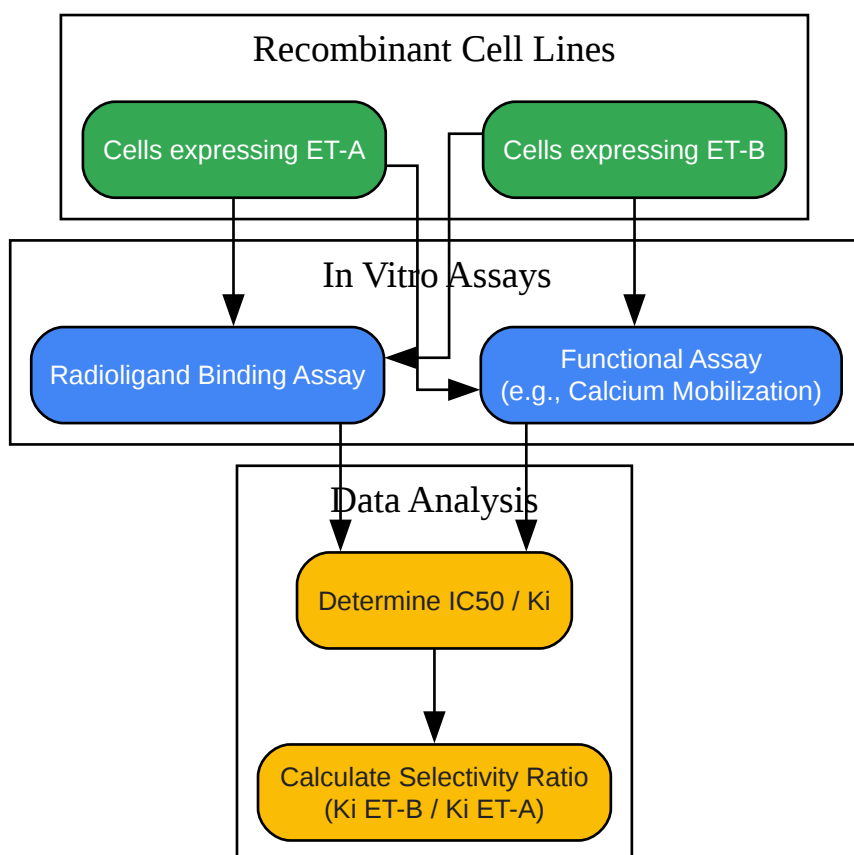 Recombinant Cell Lines
Cells expressing ET-A
Cells expressing ET-B
In Vitro Assays
Radioligand Binding Assay
Functional Assay
(e.g., Calcium Mobilization)
Data Analysis
Determine IC50 / Ki
Calculate Selectivity Ratio
(Ki ET-B / Ki ET-A)